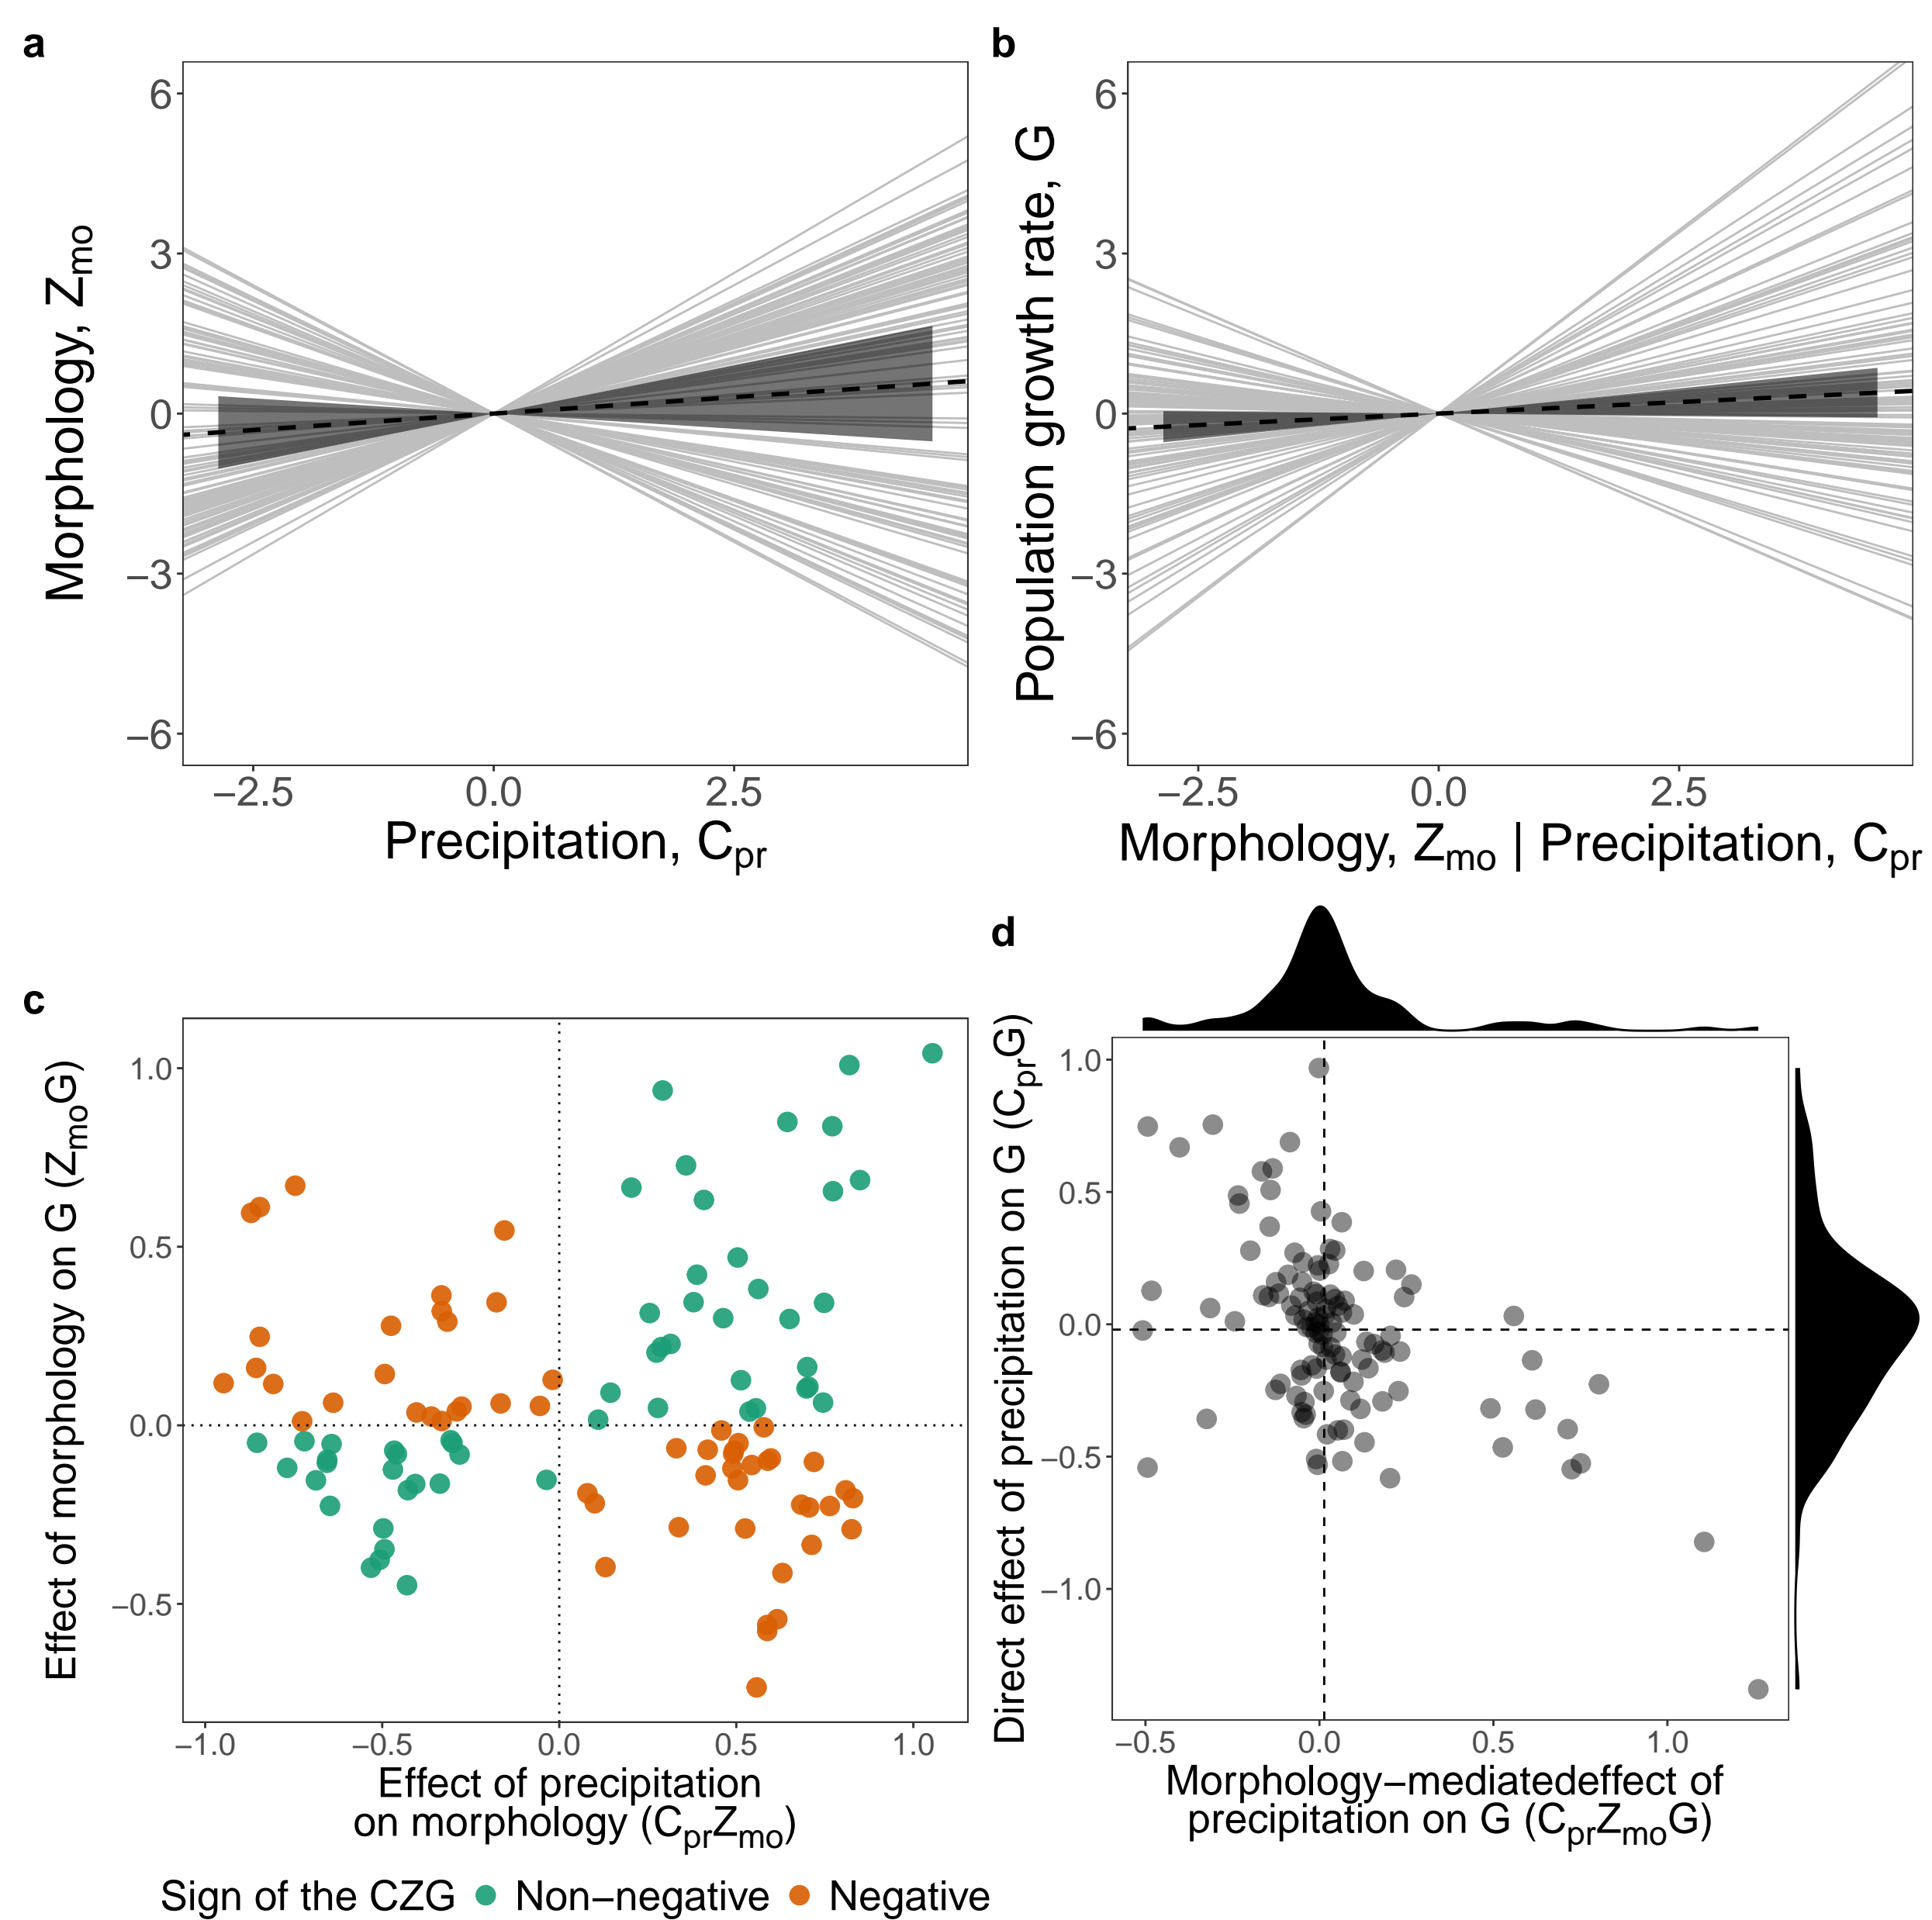 a
6
3
0
−3
−6
Morphology, Zmo
−2.5 0.0 2.5
Precipitation, Cpr
b
6
3
0
−3
−6
Population growth rate, G
−2.5 0.0 2.5
Morphology, Zmo | Precipitation, Cpr
c
1.0
0.5
0.0
−0.5
Effect of morphology on G (ZmoG)
−1.0 −0.5 0.0 0.5 1.0
Effect of precipitation
on morphology (CprZmo)
Sign of the CZG Non−negative Negative
d
1.0
0.5
0.0
−0.5
−1.0
Direct effect of precipitation on G (CprG)
−0.5 0.0 0.5 1.0
Morphology−mediatedeffect of
precipitation on G (CprZmoG)